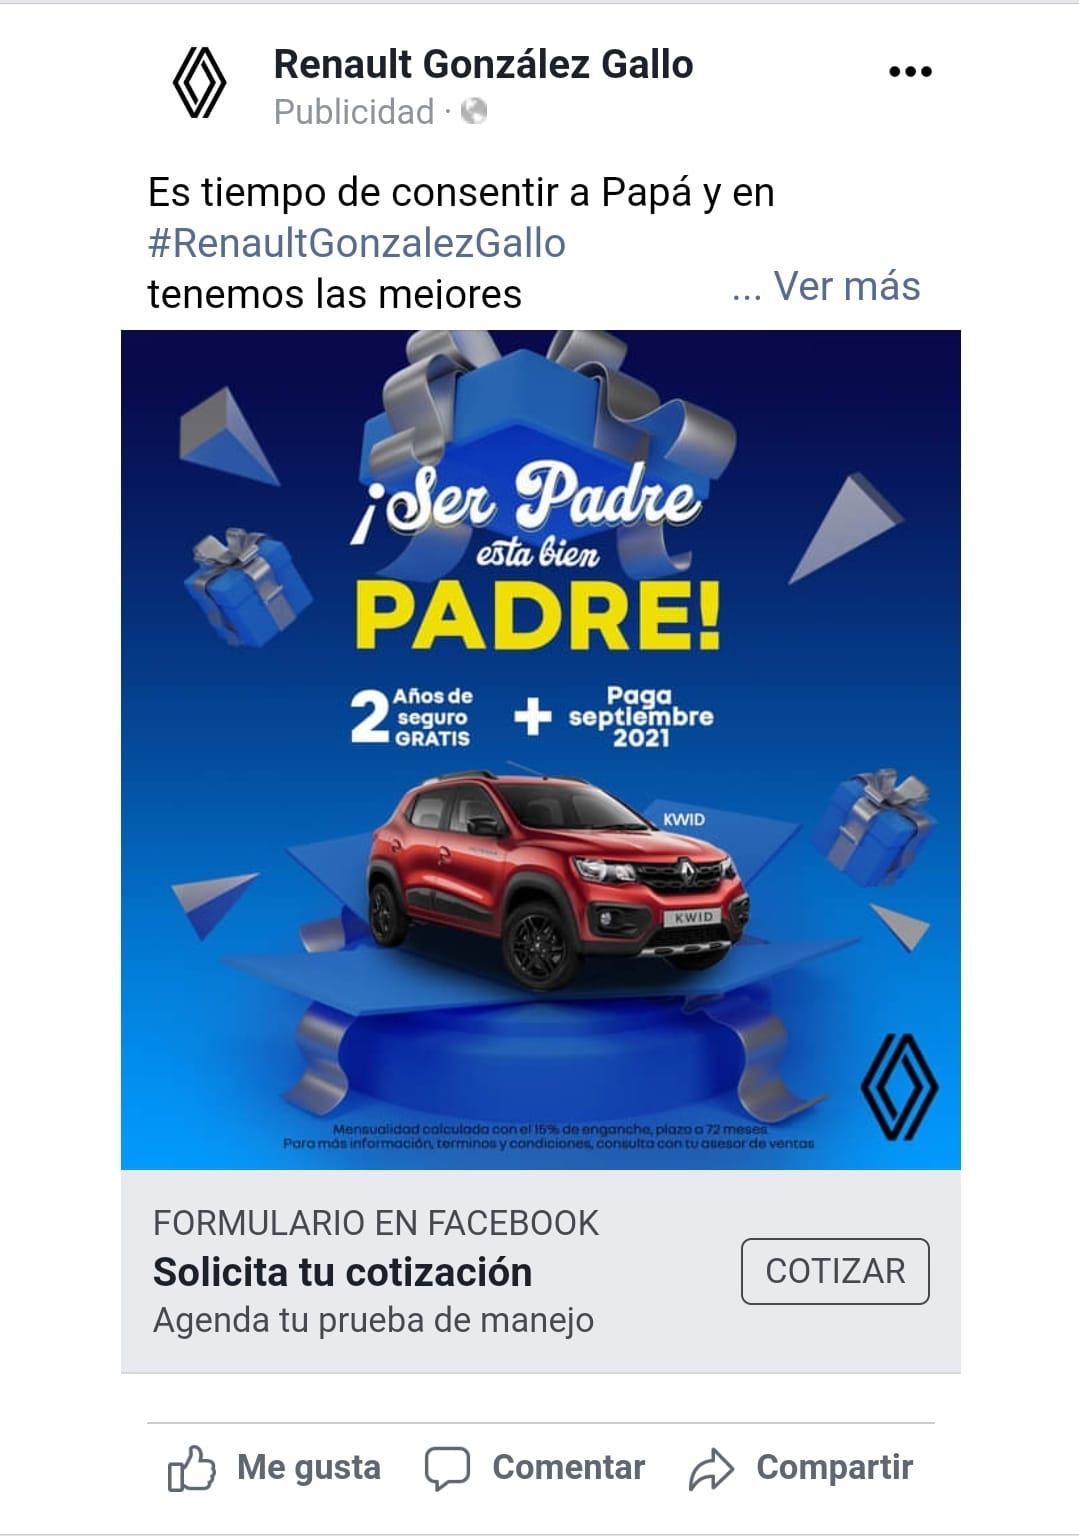 Renault González Gallo
Publicidad ·
Es tiempo de consentir a Papá y en
#RenaultGonzalezGallo
tenemos las mejores
... Ver más
¡Ser Padre
esta bien
PADRE!
2 Años de
seguro
GRATIS
+
Paga
septiembre
2021
KWID
KWID
Mensualidad calculada con el 15% de enganche, plazo a 72 meses.
Para más información, terminos y condiciones, consulta con tu asesor de ventas
FORMULARIO EN FACEBOOK
Solicita tu cotización
COTIZAR
Agenda tu prueba de manejo
Me gusta
Comentar
Compartir